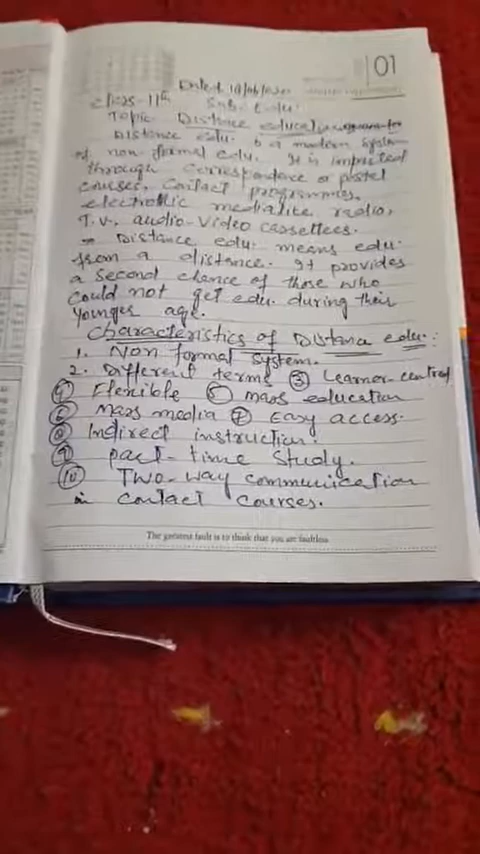 01
Dated 10/06/20
Class-11th Sub: Edu.
Topic: Distance education
Distance edu. is a modern system
of non formal edu. It is imparted
through correspondence or postel
courses, contact programmes,
electronic media like radio,
T.V. audio-video cassettees.
Distance edu. means edu.
from a distance. It provides
a second chance of those who
could not get edu. during their
younger age.
Characteristics of Distance edu.:
1. Non formal system.
2. Different terms ③ Learner-centred
④ Flexible ⑤ mass education
⑥ Mass media ⑦ Easy access.
⑧ Indirect instruction.
⑨ part-time study.
⑩ Two-way communication
in contact courses.
The greatest fault is to think that you are faultless